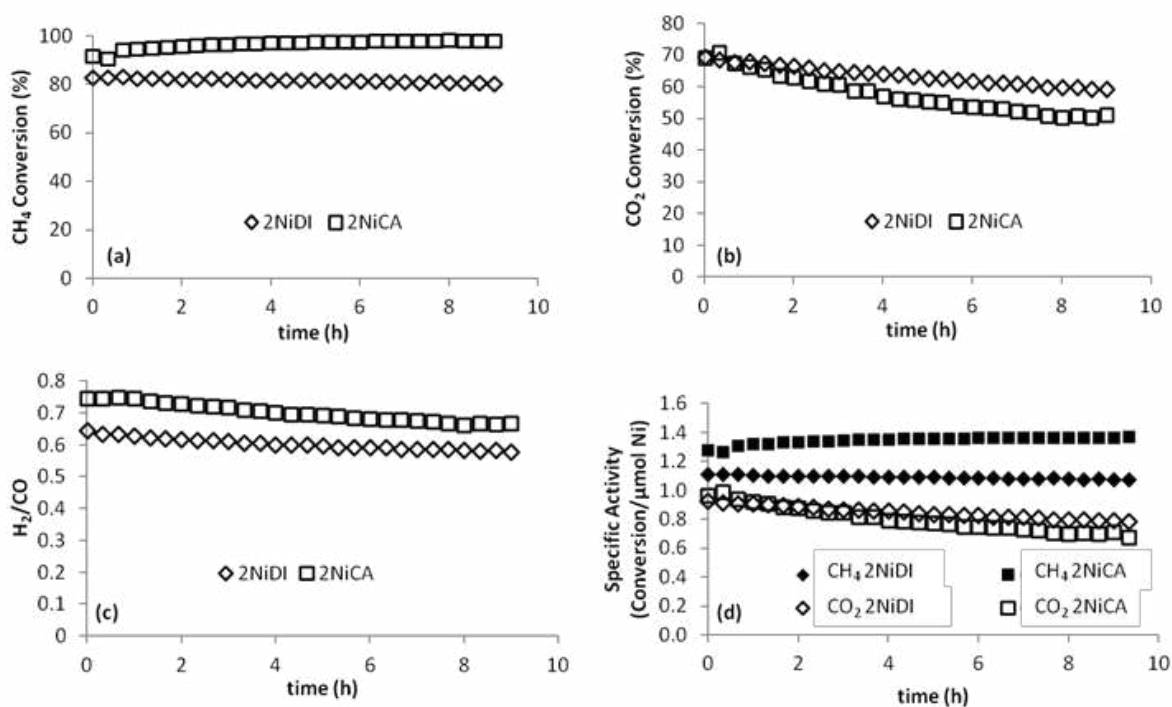 100
80
60
40
20
0
CH₄ Conversion (%)
2NiDI 2NiCA
(a)
0 2 4 6 8 10
time (h)
80
70
60
50
40
30
20
10
0
CO₂ Conversion (%)
2NiDI 2NiCA
(b)
0 2 4 6 8 10
time (h)
0.8
0.7
0.6
0.5
0.4
0.3
0.2
0.1
0
H₂/CO
2NiDI 2NiCA
(c)
0 2 4 6 8 10
time (h)
1.6
1.4
1.2
1.0
0.8
0.6
0.4
0.2
0.0
Specific Activity
(Conversion/µmol Ni)
CH₄ 2NiDI CH₄ 2NiCA
CO₂ 2NiDI CO₂ 2NiCA
(d)
0 2 4 6 8 10
time (h)